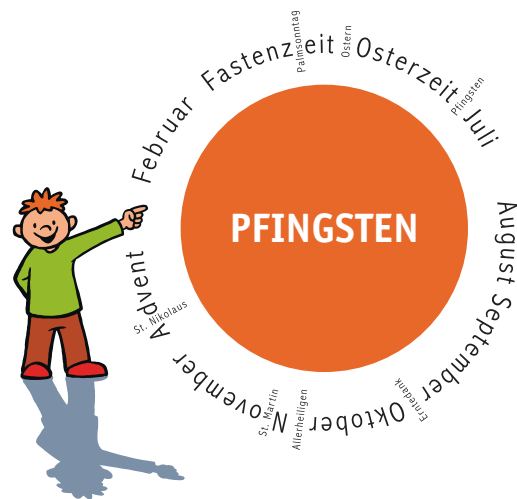 Februar
Fastenzeit
Palmsonntag
Ostern
Osterzeit
Pfingsten
Juli
August
September
Erntedank
Oktober
Allerheiligen
St. Martin
November
St. Nikolaus
Advent
PFINGSTEN